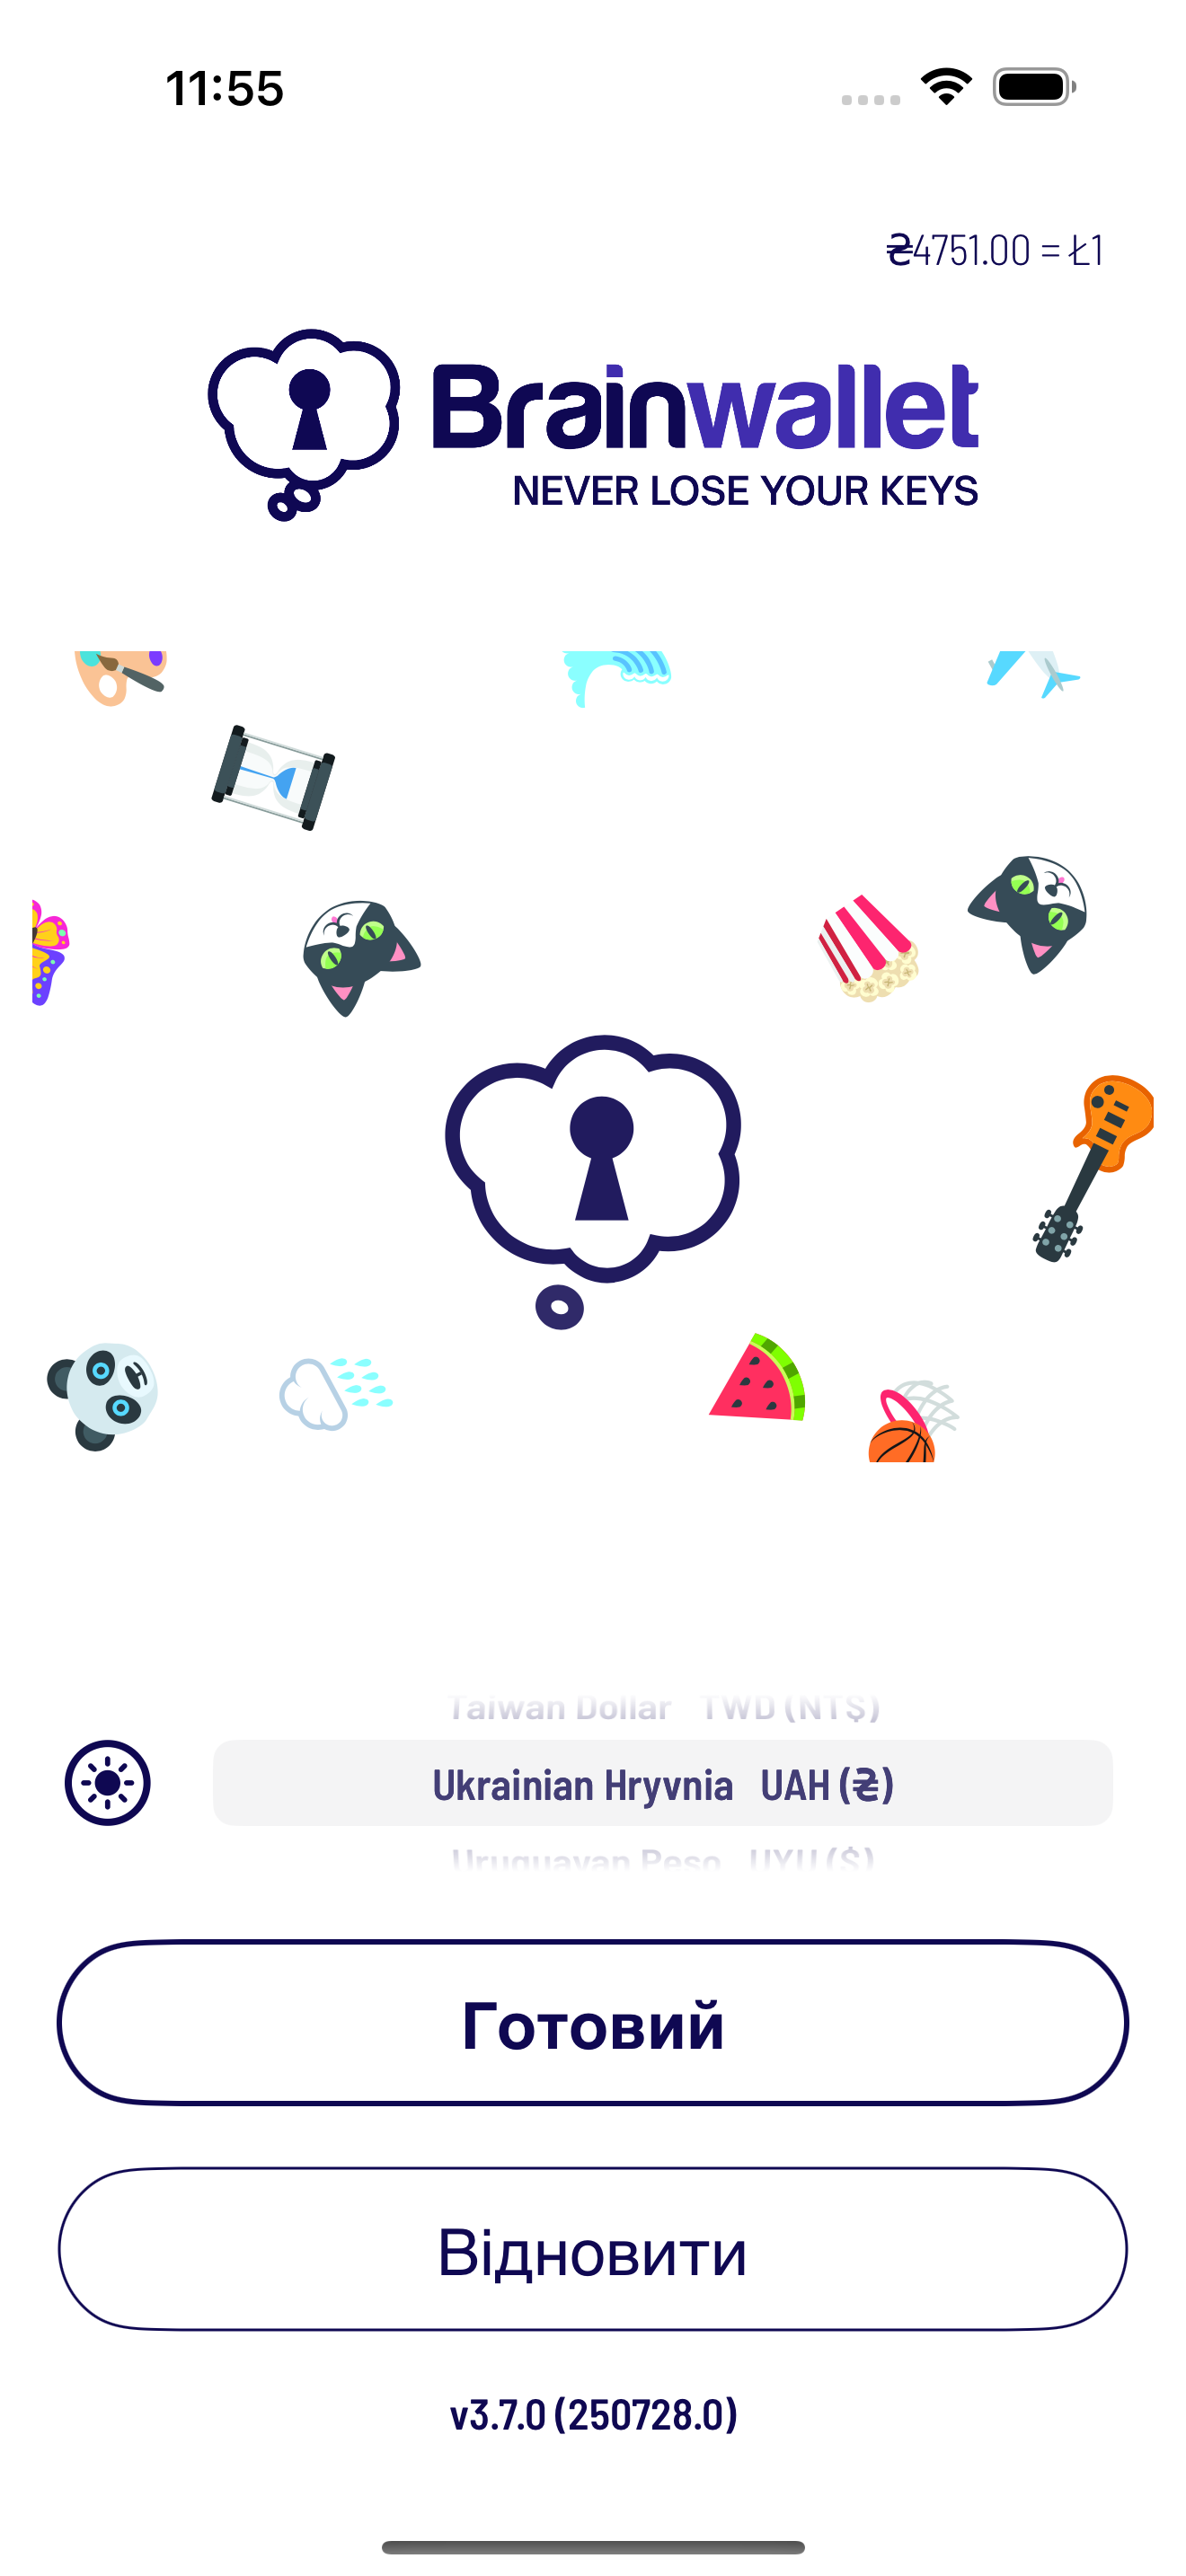 11:55
₴4751.00 = Ł1
Brainwallet
NEVER LOSE YOUR KEYS
Taiwan Dollar TWD (NT$)
Ukrainian Hryvnia UAH (₴)
Uruguayan Peso UYU ($)
Готовий
Відновити
v3.7.0 (250728.0)